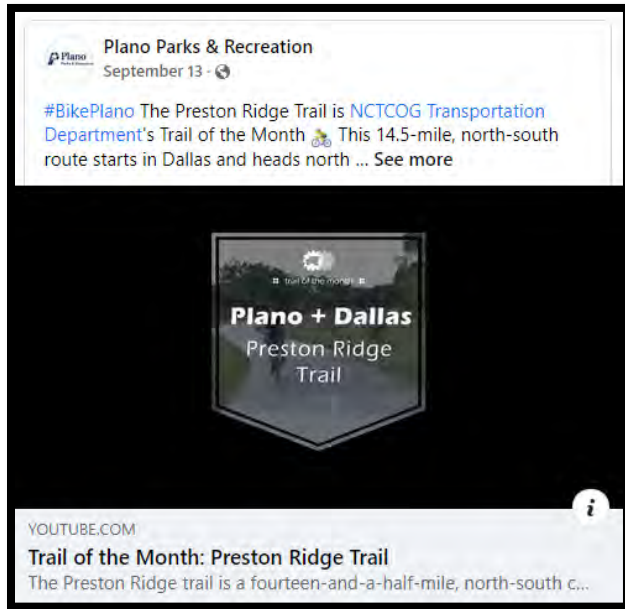 Plano Parks & Recreation
Plano
September 13 ·
#BikePlano The Preston Ridge Trail is NCTCOG Transportation
Department's Trail of the Month 🚴 This 14.5-mile, north-south
route starts in Dallas and heads north ... See more
# trail of the month #
Plano + Dallas
Preston Ridge
Trail
i
YOUTUBE.COM
Trail of the Month: Preston Ridge Trail
The Preston Ridge trail is a fourteen-and-a-half-mile, north-south c...